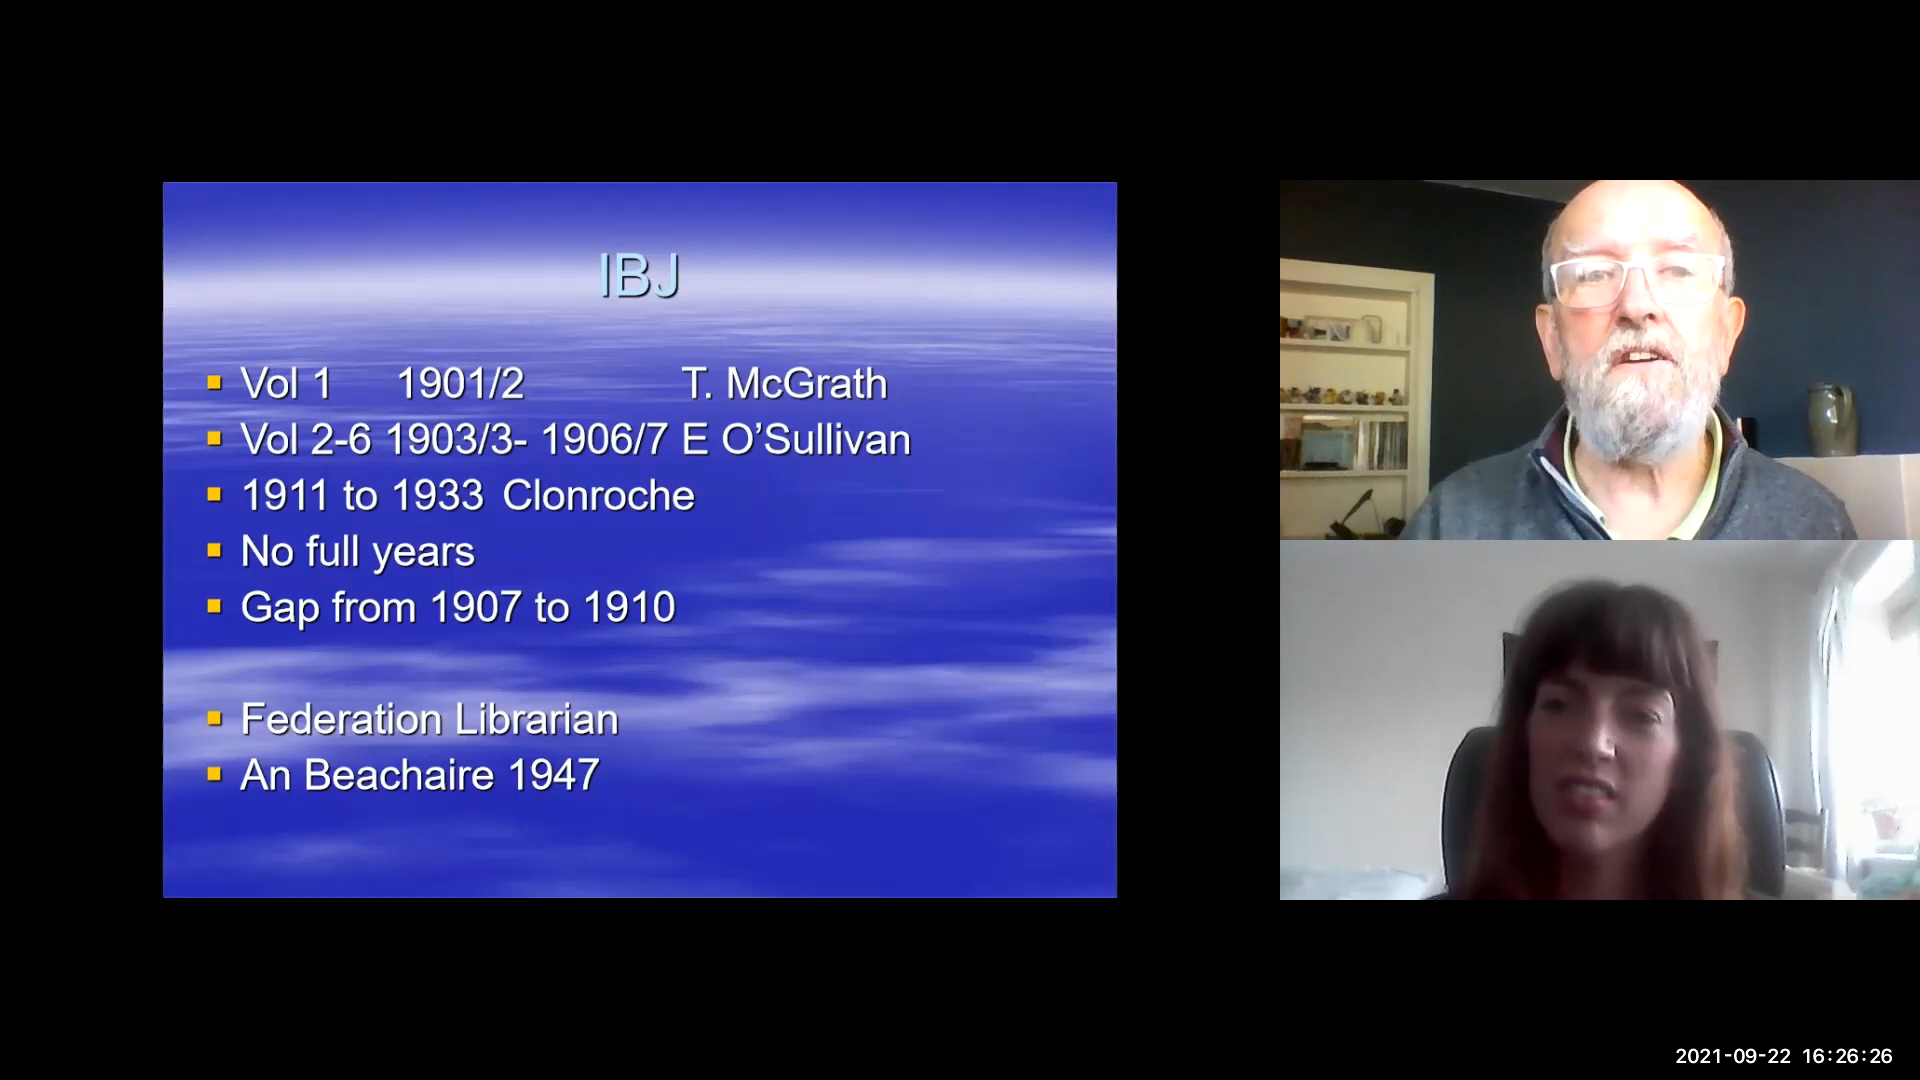 IBJ
Vol 1 1901/2 T. McGrath
Vol 2-6 1903/3- 1906/7 E O’Sullivan
1911 to 1933 Clonroche
No full years
Gap from 1907 to 1910
Federation Librarian
An Beachaire 1947
2021-09-22 16:26:26